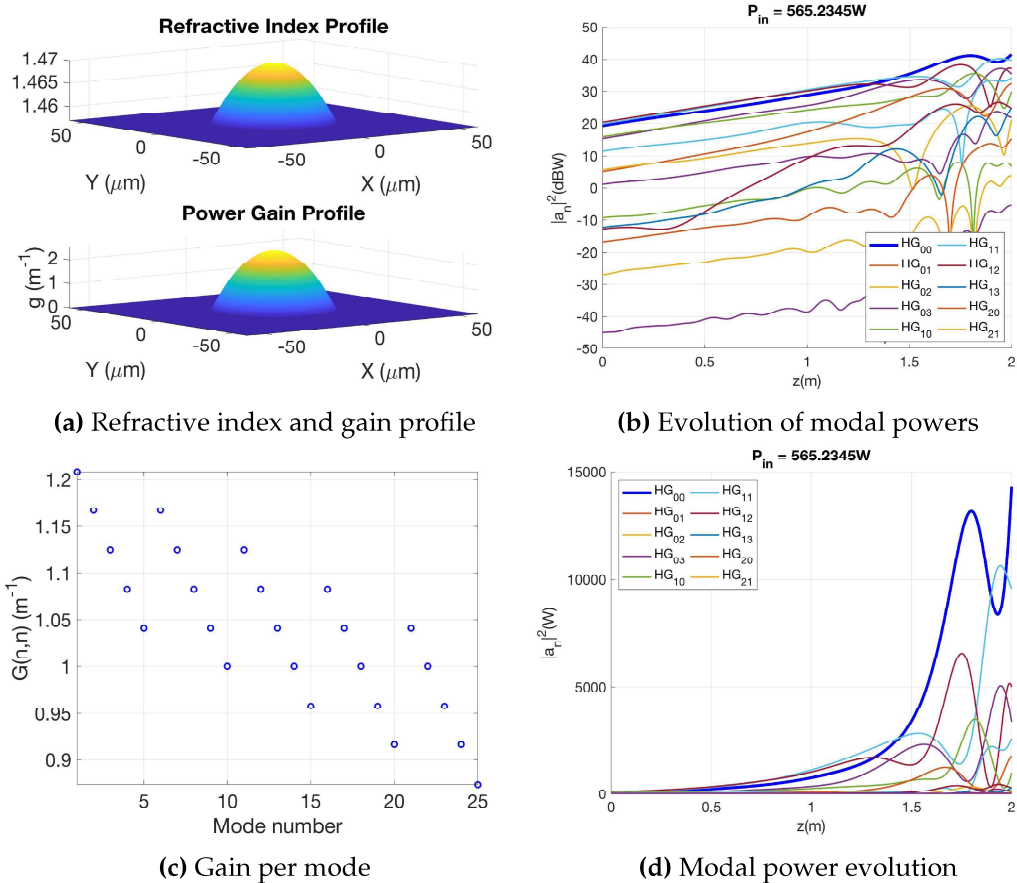 Refractive Index Profile
1.47
1.465
1.46
50
0
-50
-50
0
50
Y (μm)
X (μm)
Power Gain Profile
g (m⁻¹)
2
1
0
50
0
-50
-50
0
50
Y (μm)
X (μm)
(a) Refractive index and gain profile
P_in = 565.2345W
|a_n|²(dBW)
50
40
30
20
10
0
-10
-20
-30
-40
-50
HG₀₀ HG₁₁
HG₀₁ HG₁₂
HG₀₂ HG₁₃
HG₀₃ HG₂₀
HG₁₀ HG₂₁
0 0.5 1 1.5 2
z(m)
(b) Evolution of modal powers
G(n,n) (m⁻¹)
1.2
1.15
1.1
1.05
1
0.95
0.9
5 10 15 20 25
Mode number
(c) Gain per mode
P_in = 565.2345W
|a_n|²(W)
15000
10000
5000
0
HG₀₀ HG₁₁
HG₀₁ HG₁₂
HG₀₂ HG₁₃
HG₀₃ HG₂₀
HG₁₀ HG₂₁
0 0.5 1 1.5 2
z(m)
(d) Modal power evolution